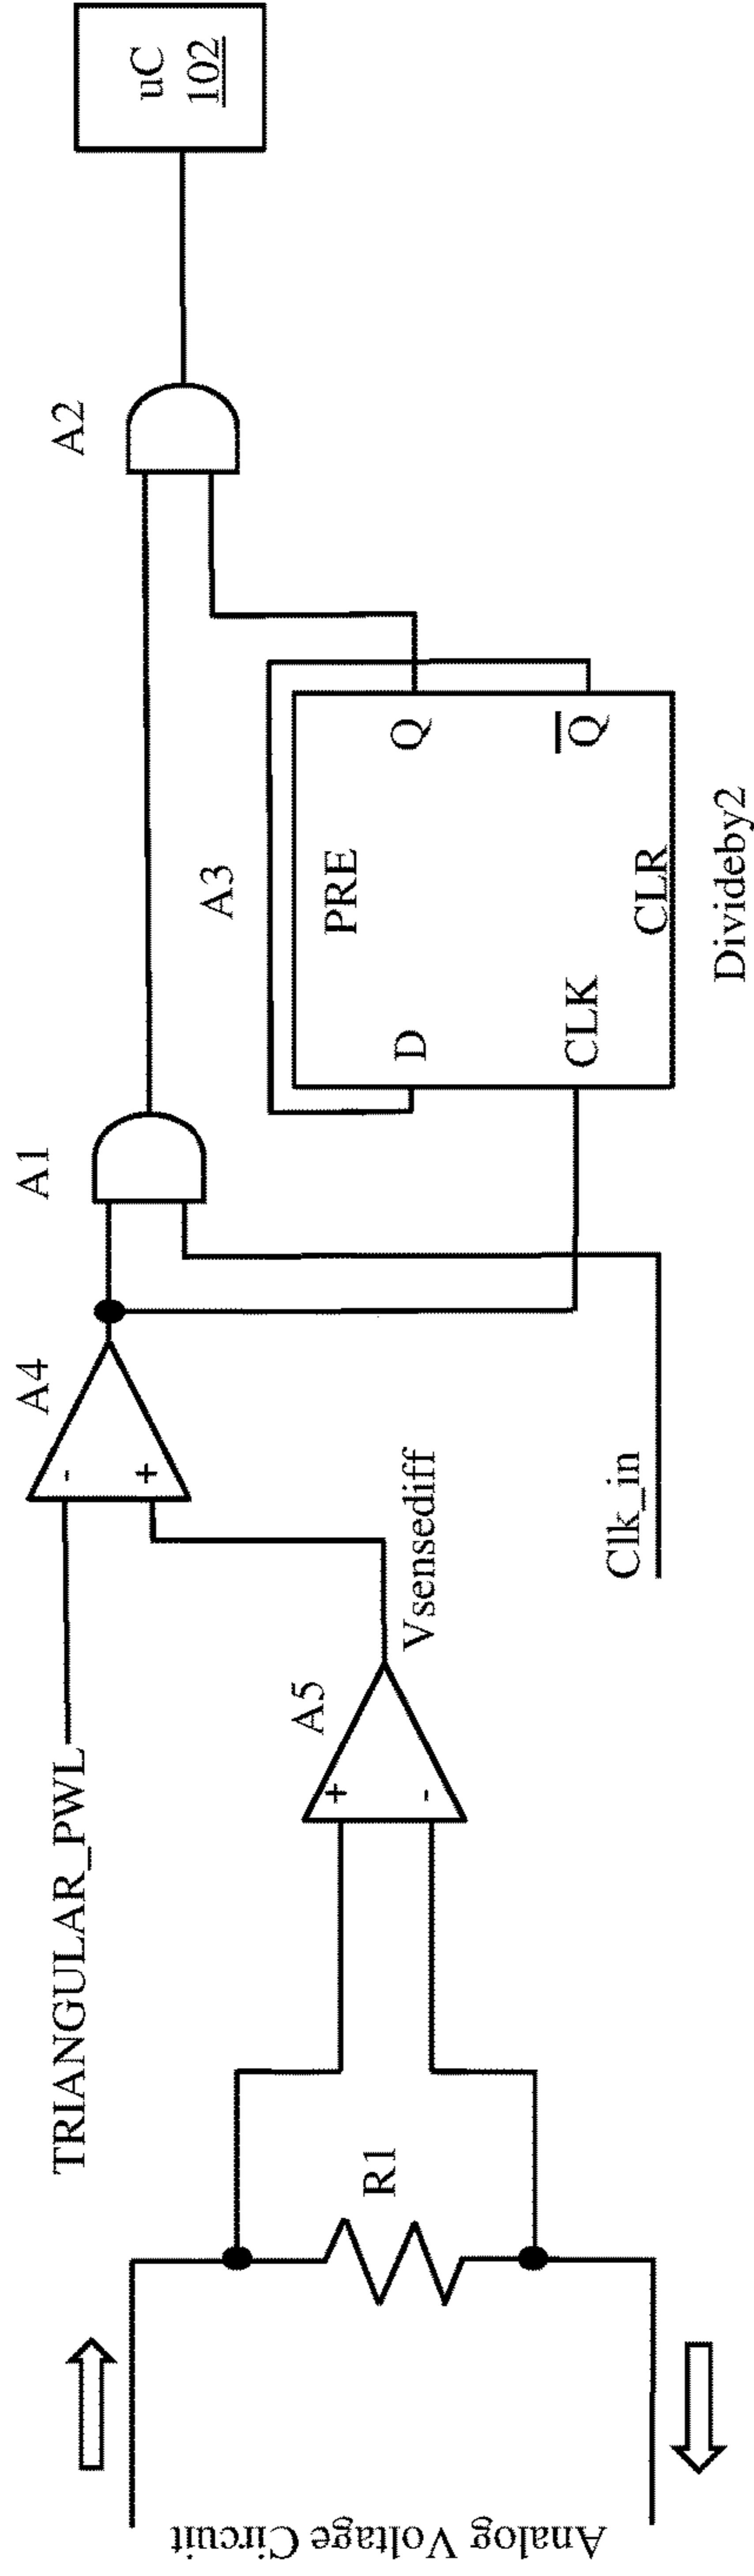 Analog Voltage Circuit
R1
TRIANGULAR_PWL
A5
+
-
Vsensediff
A4
-
+
Clk_in
A1
A3
D
PRE
Q
CLK
CLR
Q
Divideby2
A2
uC
102